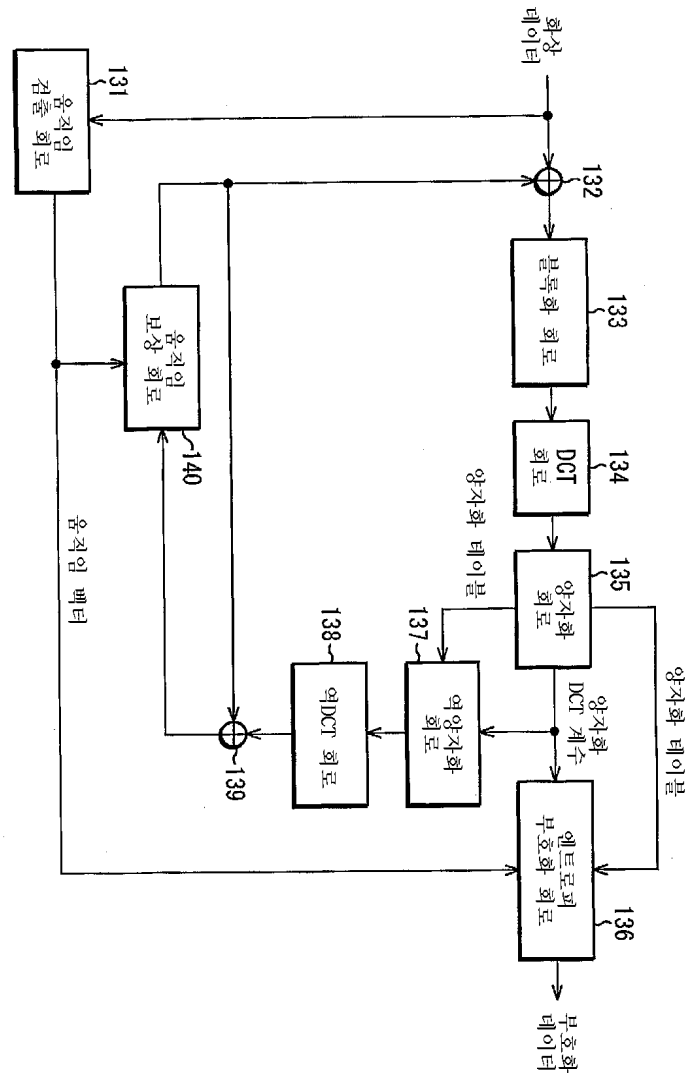 양자화 테이블
132
133
134
135
136
화상
데이터
블록화 회로
DCT
회로
양자화
회로
양자화
DCT 계수
엔트로피
부호화 회로
부호화
데이터
양자화 테이블
137
역양자화
회로
138
역DCT 회로
139
140
움직임
보상 회로
131
움직임
검출 회로
움직임 벡터